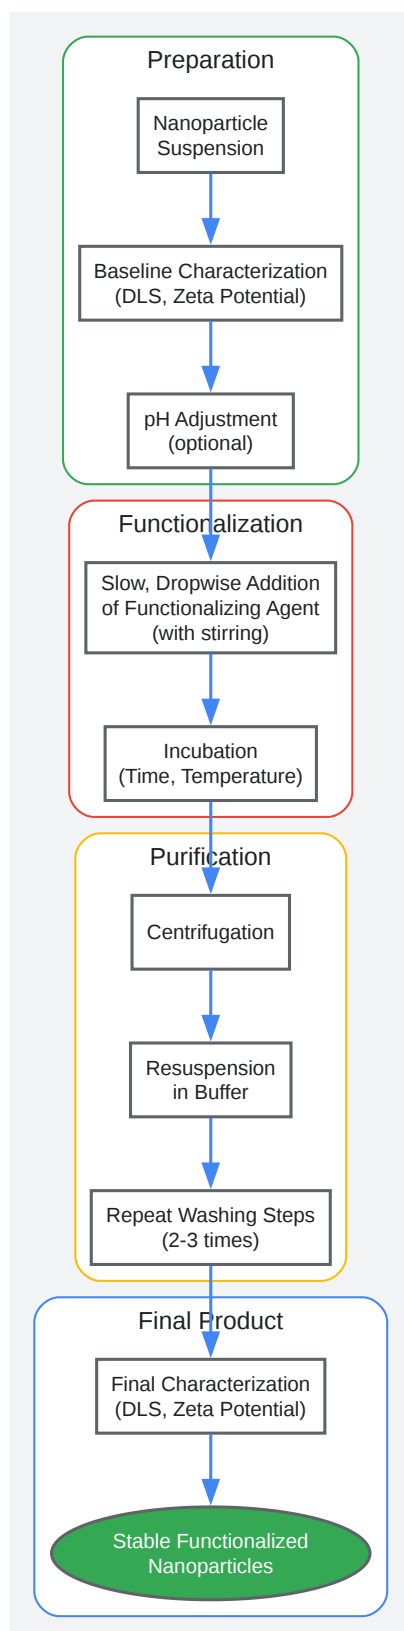 Preparation
Nanoparticle
Suspension
Baseline Characterization
(DLS, Zeta Potential)
pH Adjustment
(optional)
Functionalization
Slow, Dropwise Addition
of Functionalizing Agent
(with stirring)
Incubation
(Time, Temperature)
Purification
Centrifugation
Resuspension
in Buffer
Repeat Washing Steps
(2-3 times)
Final Product
Final Characterization
(DLS, Zeta Potential)
Stable Functionalized
Nanoparticles